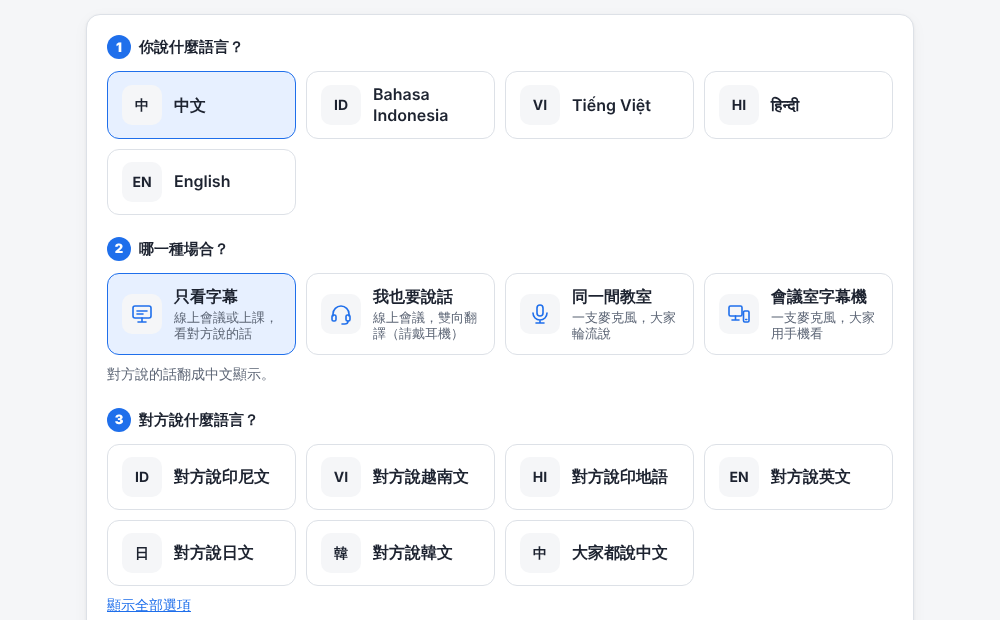 1 你說什麼語言？
中 中文
ID Bahasa
Indonesia
VI Tiếng Việt
HI हिन्दी
EN English
2 哪一種場合？
只看字幕
線上會議或上課，
看對方說的話
我也要說話
線上會議，雙向翻
譯（請戴耳機）
同一間教室
一支麥克風，大家
輪流說
會議室字幕機
一支麥克風，大家
用手機看
對方說的話翻成中文顯示。
3 對方說什麼語言？
ID 對方說印尼文
VI 對方說越南文
HI 對方說印地語
EN 對方說英文
日 對方說日文
韓 對方說韓文
中 大家都說中文
顯示全部選項